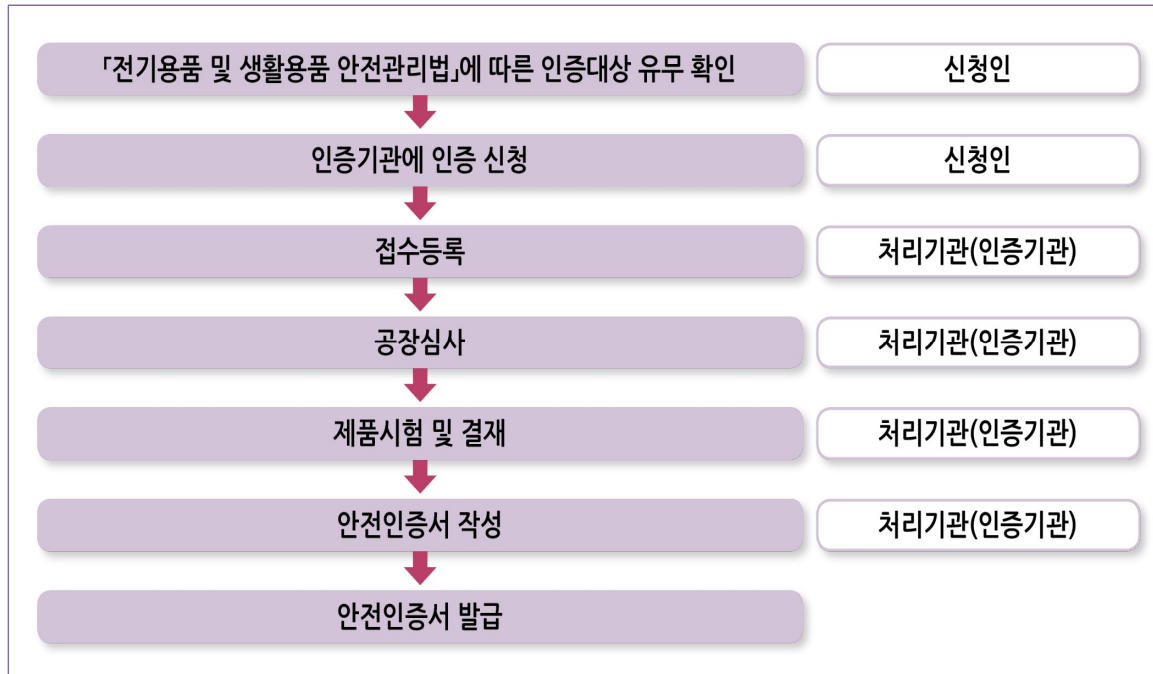 「전기용품 및 생활용품 안전관리법」에 따른 인증대상 유무 확인
신청인
인증기관에 인증 신청
신청인
접수등록
처리기관(인증기관)
공장심사
처리기관(인증기관)
제품시험 및 결재
처리기관(인증기관)
안전인증서 작성
처리기관(인증기관)
안전인증서 발급